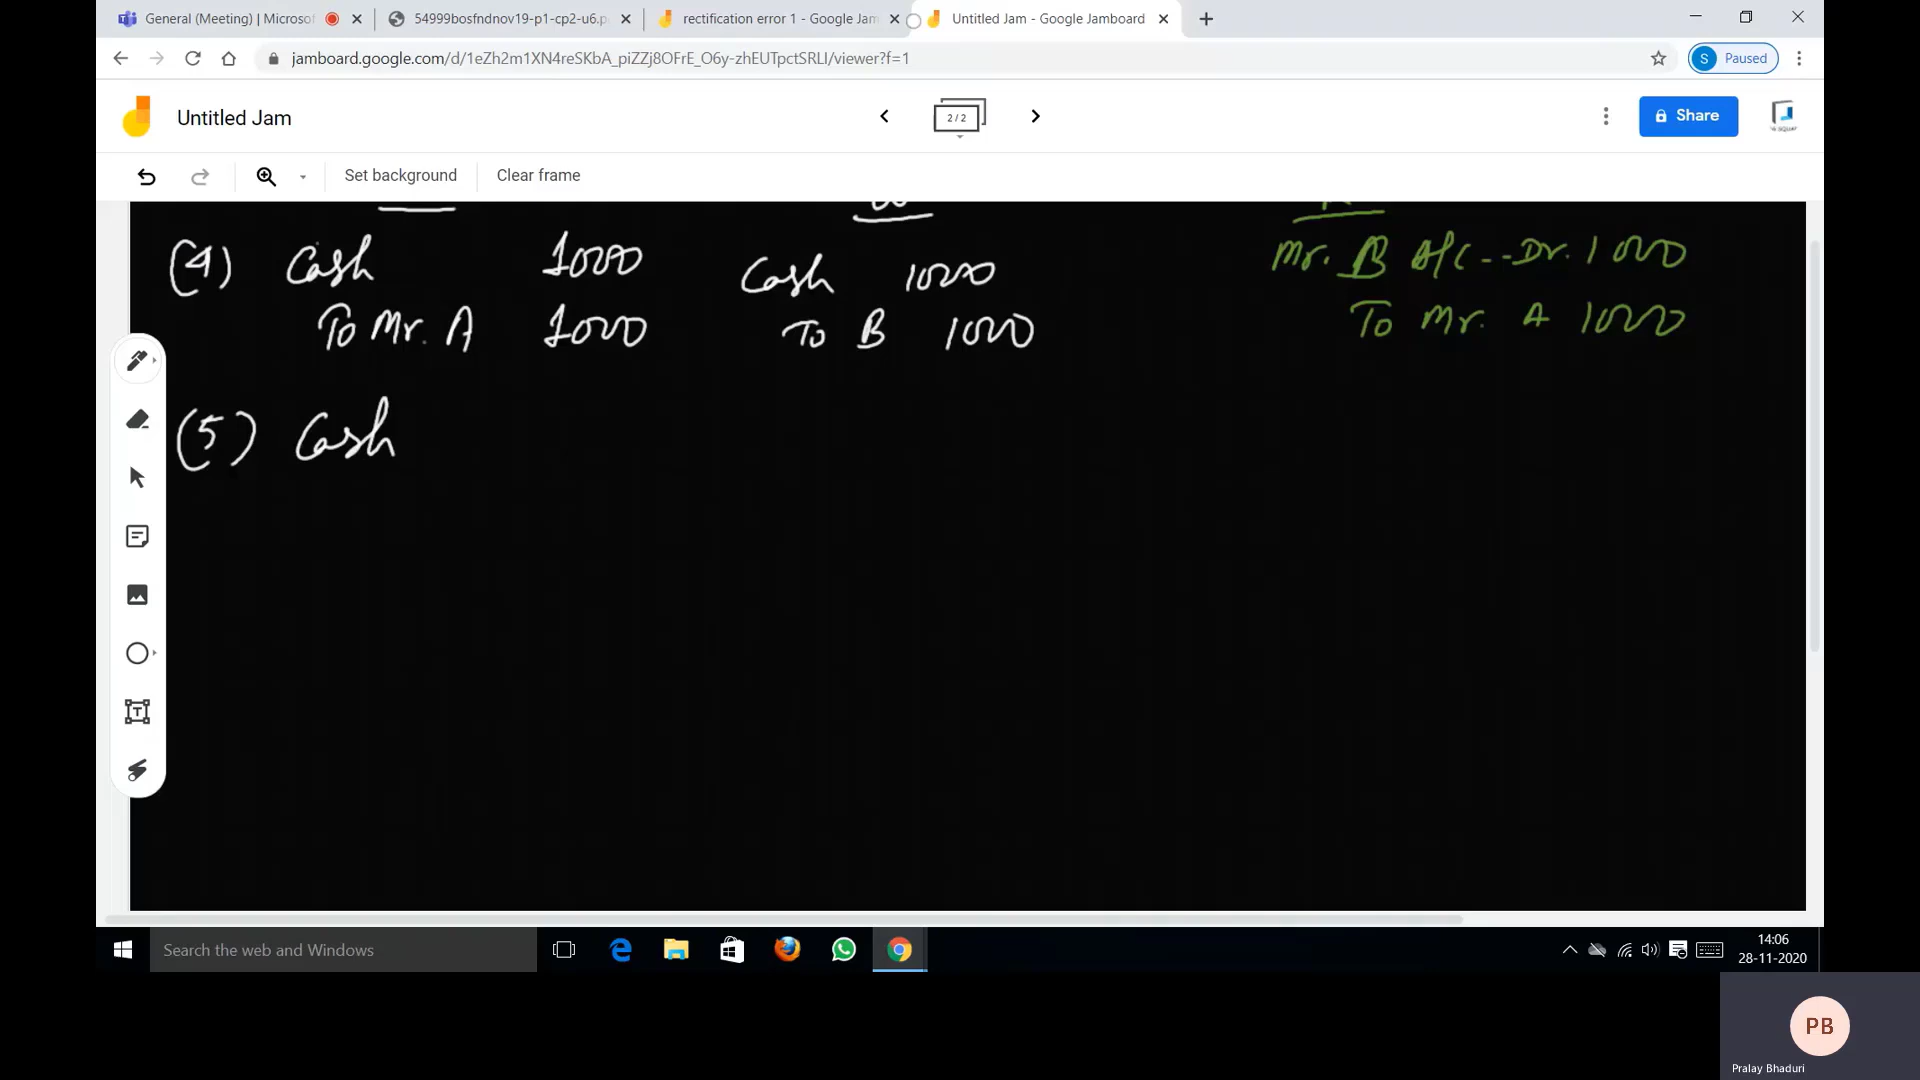 General (Meeting) | Microso
54999bosfndnov19-p1-cp2-u6.p
rectification error 1 - Google Jam
Untitled Jam - Google Jamboard
jamboard.google.com/d/1eZh2m1XN4reSKbA_piZZj8OFrE_O6y-zhEUTpctSRLI/viewer?f=1
S Paused
Untitled Jam
2 / 2
Share
Set background
Clear frame
(4) Cash 1000 Cash 1000 Mr. B A/C--Dr. 1000
To Mr. A 1000 To B 1000 To Mr. A 1000
(5) Cash
Search the web and Windows
14:06
28-11-2020
PB
Pralay Bhaduri